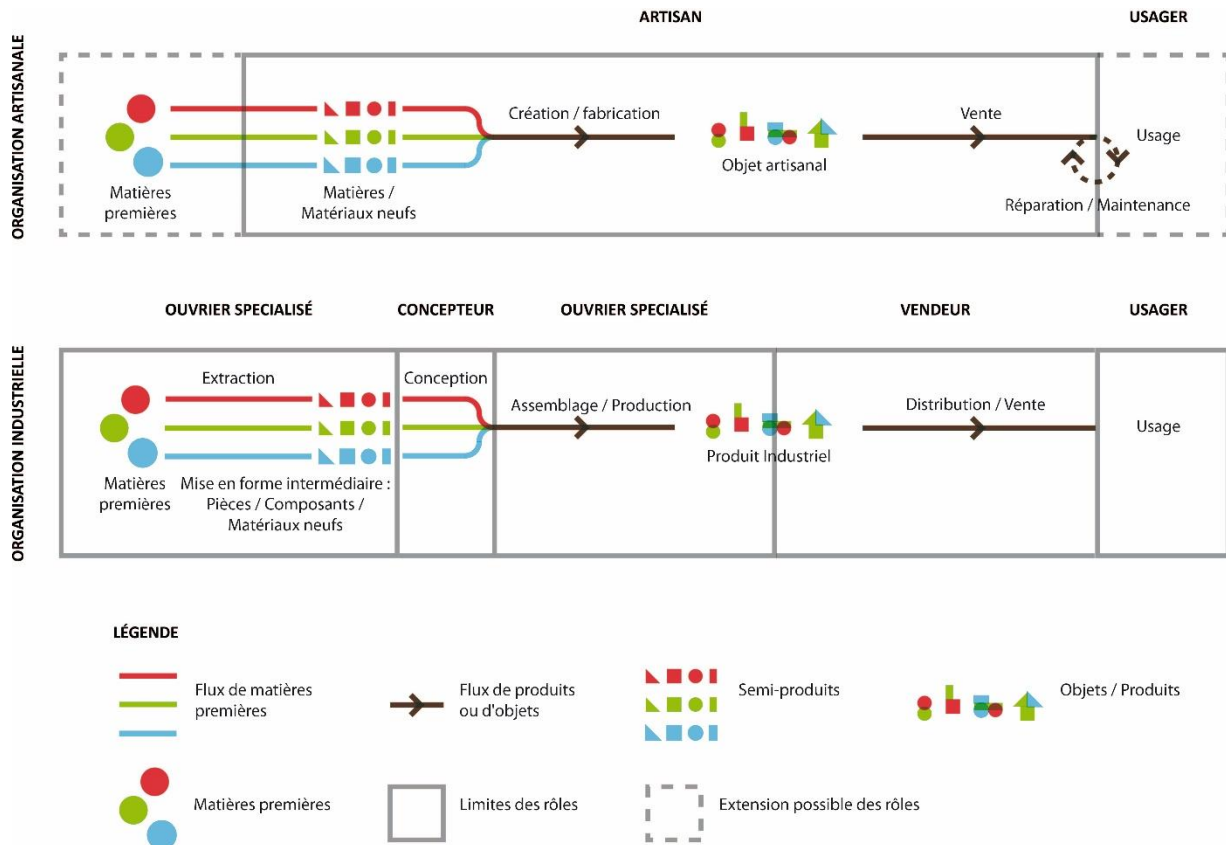 ARTISAN
USAGER
ORGANISATION ARTISANALE
Matières
premières
Matières /
Matériaux neufs
Création / fabrication
Objet artisanal
Vente
Usage
Réparation / Maintenance
OUVRIER SPECIALISÉ
CONCEPTEUR
OUVRIER SPECIALISÉ
VENDEUR
USAGER
ORGANISATION INDUSTRIELLE
Extraction
Matières
premières
Mise en forme intermédiaire :
Pièces / Composants /
Matériaux neufs
Conception
Assemblage / Production
Produit Industriel
Distribution / Vente
Usage
LÉGENDE
Flux de matières
premières
Flux de produits
ou d'objets
Semi-produits
Objets / Produits
Matières premières
Limites des rôles
Extension possible des rôles